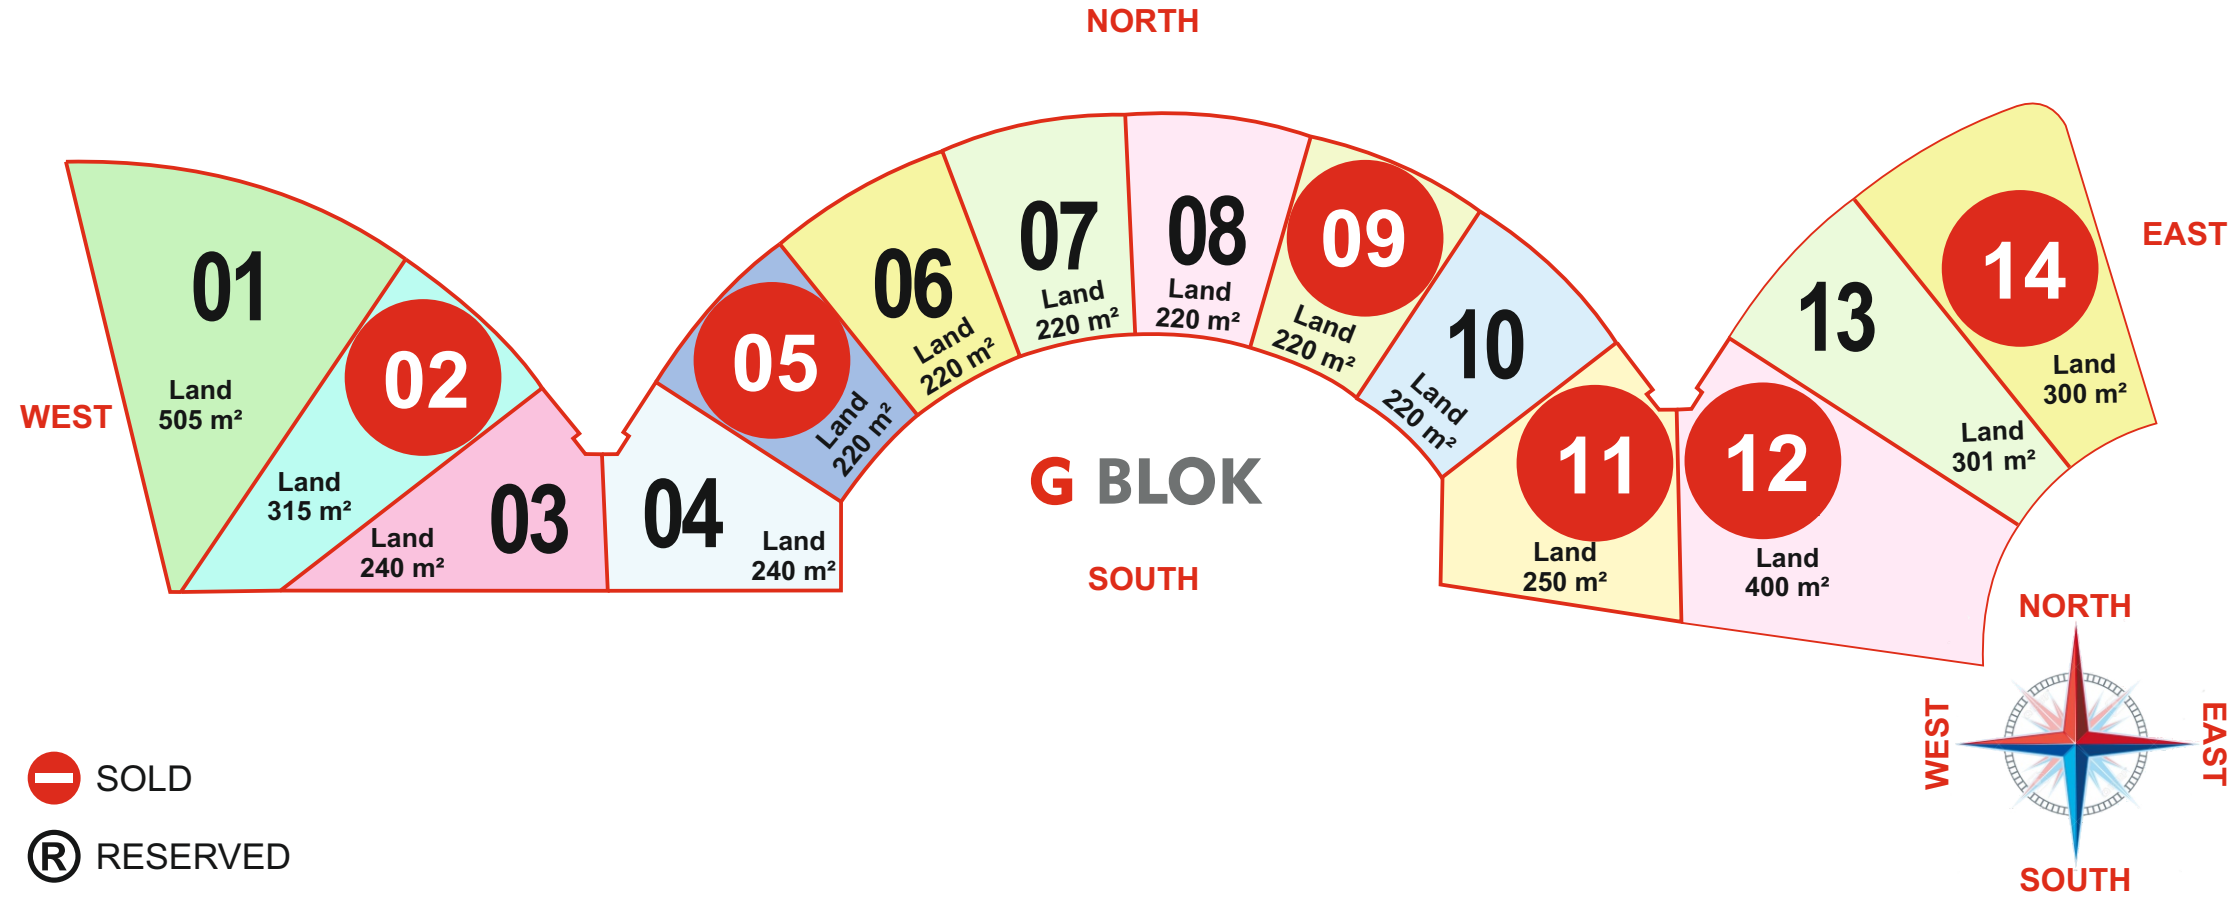 NORTH
WEST
EAST
01
Land
505 m²
02
Land
315 m²
03
Land
240 m²
04
Land
240 m²
05
Land
220 m²
06
Land
220 m²
07
Land
220 m²
08
Land
220 m²
09
Land
220 m²
10
Land
220 m²
11
Land
250 m²
12
Land
400 m²
13
Land
301 m²
14
Land
300 m²
G BLOK
SOUTH
SOLD
R RESERVED
NORTH
WEST
EAST
SOUTH